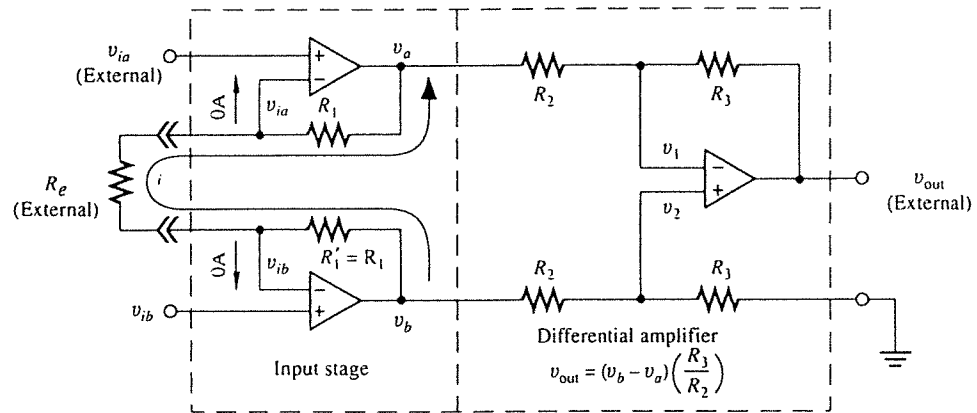 v_ia
(External)
+
−
v_a
R_2
R_3
0A
v_ia
R_1
v_1
−
+
v_2
v_out
(External)
R_e
(External)
i
0A
v_ib
R'_1 = R_1
−
+
v_ib
v_b
R_2
R_3
Input stage
Differential amplifier
v_out = (v_b − v_a)(R_3/R_2)